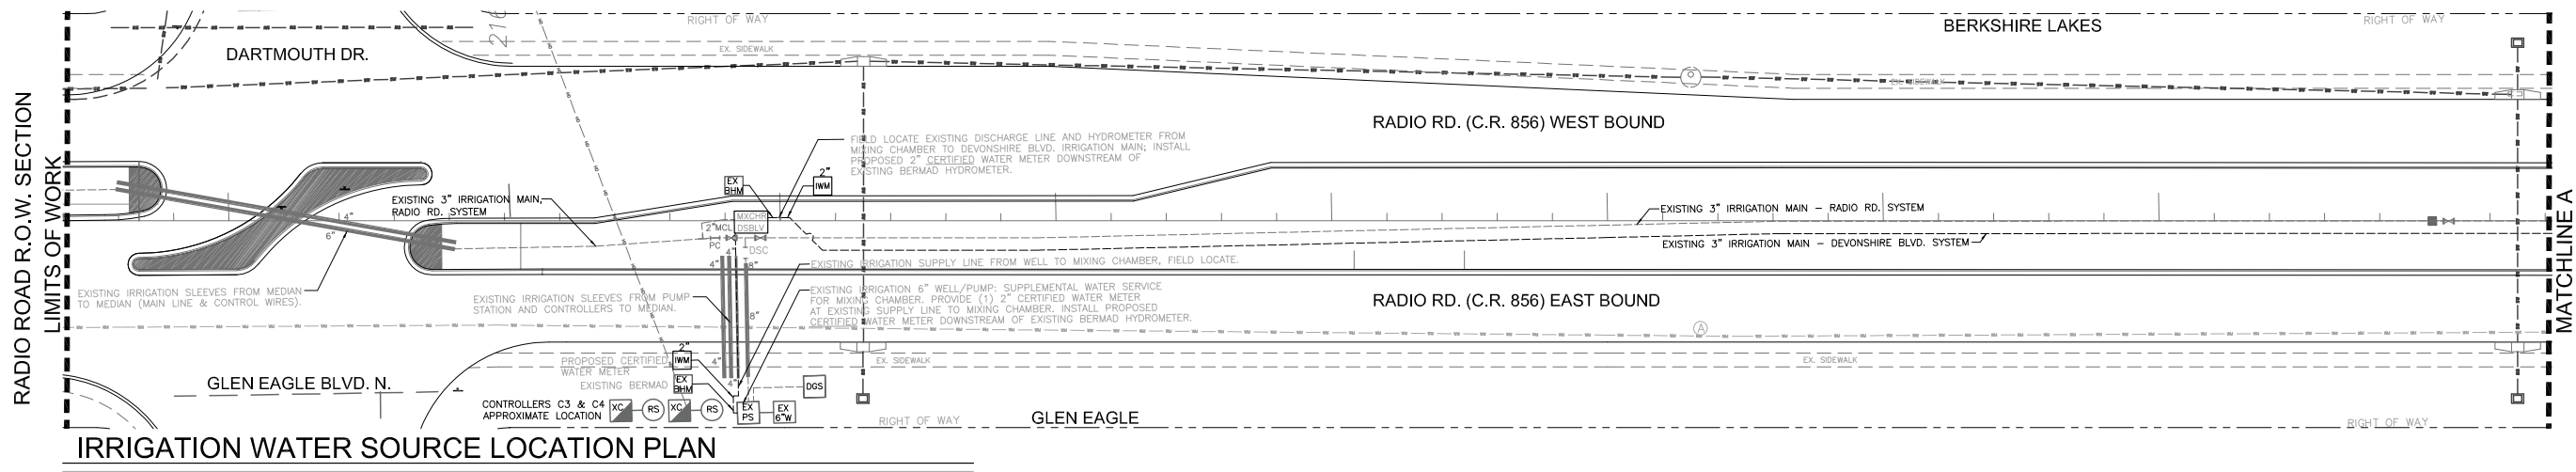 RIGHT OF WAY
BERKSHIRE LAKES
RIGHT OF WAY
216
DARTMOUTH DR.
EX. SIDEWALK
EX. SIDEWALK
RADIO ROAD R.O.W. SECTION
LIMITS OF WORK
RADIO RD. (C.R. 856) WEST BOUND
FIELD LOCATE EXISTING DISCHARGE LINE AND HYDROMETER FROM
MIXING CHAMBER TO DEVONSHIRE BLVD. IRRIGATION MAIN; INSTALL
PROPOSED 2" CERTIFIED WATER METER DOWNSTREAM OF
EXISTING BERMAD HYDROMETER.
EX
BHM
2"
IWM
EXISTING 3" IRRIGATION MAIN,
RADIO RD. SYSTEM
4"
6"
MXCHR
DSBLV
2"MCL
PC
DSC
4"
4"
8"
EXISTING 3" IRRIGATION MAIN - RADIO RD. SYSTEM
EXISTING 3" IRRIGATION MAIN - DEVONSHIRE BLVD. SYSTEM
MATCHLINE A
EXISTING IRRIGATION SUPPLY LINE FROM WELL TO MIXING CHAMBER, FIELD LOCATE.
EXISTING IRRIGATION SLEEVES FROM MEDIAN
TO MEDIAN (MAIN LINE & CONTROL WIRES).
EXISTING IRRIGATION SLEEVES FROM PUMP
STATION AND CONTROLLERS TO MEDIAN.
8"
EXISTING IRRIGATION 6" WELL/PUMP: SUPPLEMENTAL WATER SERVICE
FOR MIXING CHAMBER. PROVIDE (1) 2" CERTIFIED WATER METER
AT EXISTING SUPPLY LINE TO MIXING CHAMBER. INSTALL PROPOSED
CERTIFIED WATER METER DOWNSTREAM OF EXISTING BERMAD HYDROMETER.
RADIO RD. (C.R. 856) EAST BOUND
A
2"
IWM
4"
PROPOSED CERTIFIED
WATER METER
EX. SIDEWALK
EX. SIDEWALK
GLEN EAGLE BLVD. N.
EXISTING BERMAD
EX
BHM
4"
DGS
CONTROLLERS C3 & C4
APPROXIMATE LOCATION
XC
RS
XC
RS
EX
PS
EX
6"W
RIGHT OF WAY
GLEN EAGLE
RIGHT OF WAY
IRRIGATION WATER SOURCE LOCATION PLAN